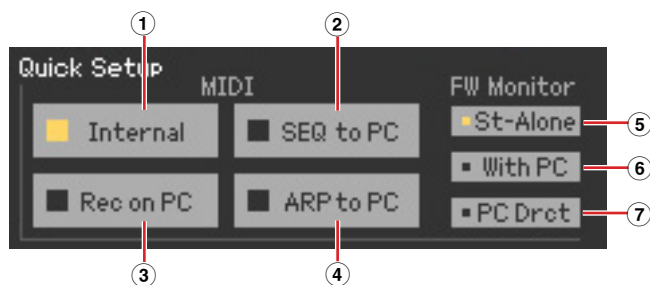 1 2
Quick Setup
MIDI FW Monitor
Internal SEQ to PC St-Alone 5
With PC 6
Rec on PC ARP to PC PC Drct 7
3 4